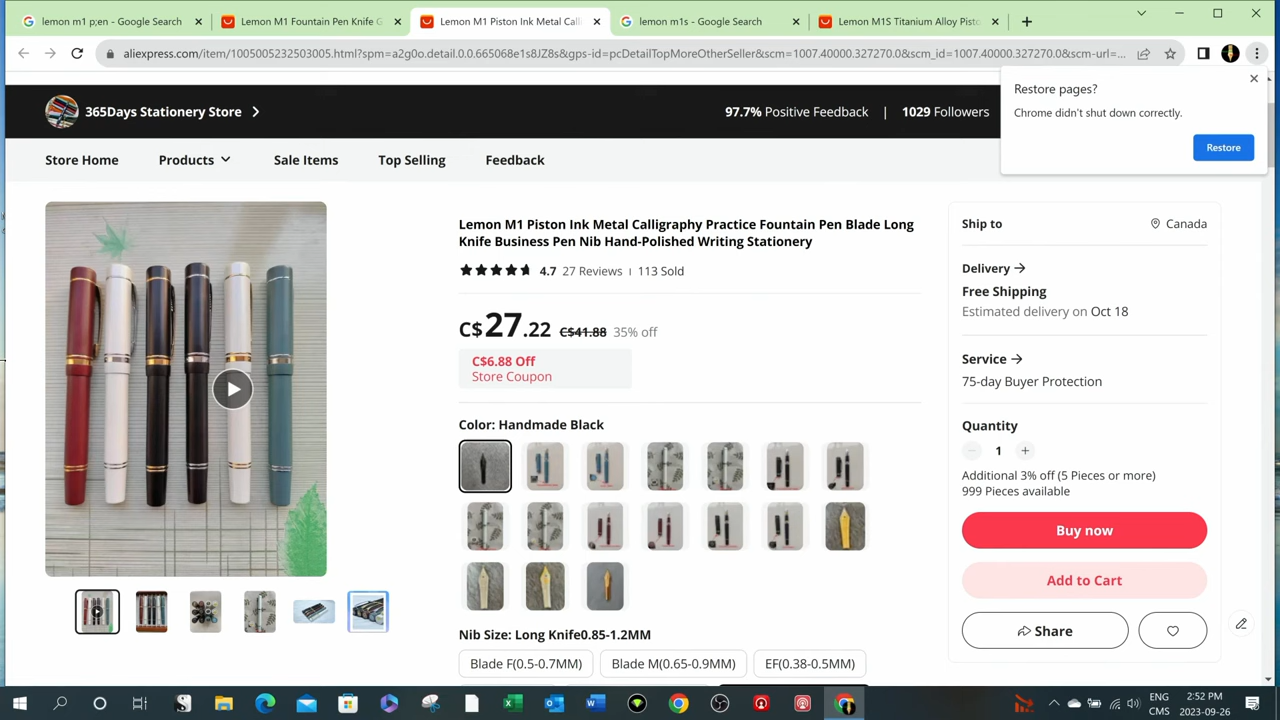 lemon m1 p;en - Google Search
Lemon M1 Fountain Pen Knife G
Lemon M1 Piston Ink Metal Calli
lemon m1s - Google Search
Lemon M1S Titanium Alloy Pisto
aliexpress.com/item/1005005232503005.html?spm=a2g0o.detail.0.0.665068e1s8JZ8s&gps-id=pcDetailTopMoreOtherSeller&scm=1007.40000.327270.0&scm_id=1007.40000.327270.0&scm-url=...
Restore pages?
Chrome didn't shut down correctly.
Restore
365Days Stationery Store
97.7% Positive Feedback | 1029 Followers
Store Home Products Sale Items Top Selling Feedback
Lemon M1 Piston Ink Metal Calligraphy Practice Fountain Pen Blade Long
Knife Business Pen Nib Hand-Polished Writing Stationery
4.7 27 Reviews | 113 Sold
C$27.22 C$41.88 35% off
C$6.88 Off
Store Coupon
Color: Handmade Black
Nib Size: Long Knife0.85-1.2MM
Blade F(0.5-0.7MM) Blade M(0.65-0.9MM) EF(0.38-0.5MM)
Ship to Canada
Delivery
Free Shipping
Estimated delivery on Oct 18
Service
75-day Buyer Protection
Quantity
1
Additional 3% off (5 Pieces or more)
999 Pieces available
Buy now
Add to Cart
Share
ENG
CMS
2:52 PM
2023-09-26